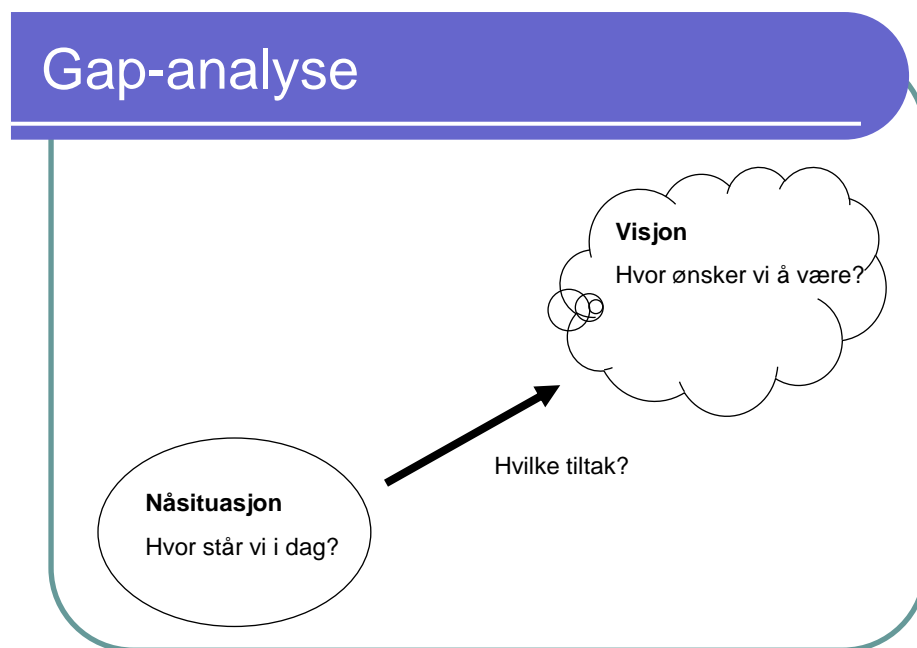 Gap-analyse
Visjon
Hvor ønsker vi å være?
Hvilke tiltak?
Nåsituasjon
Hvor står vi i dag?